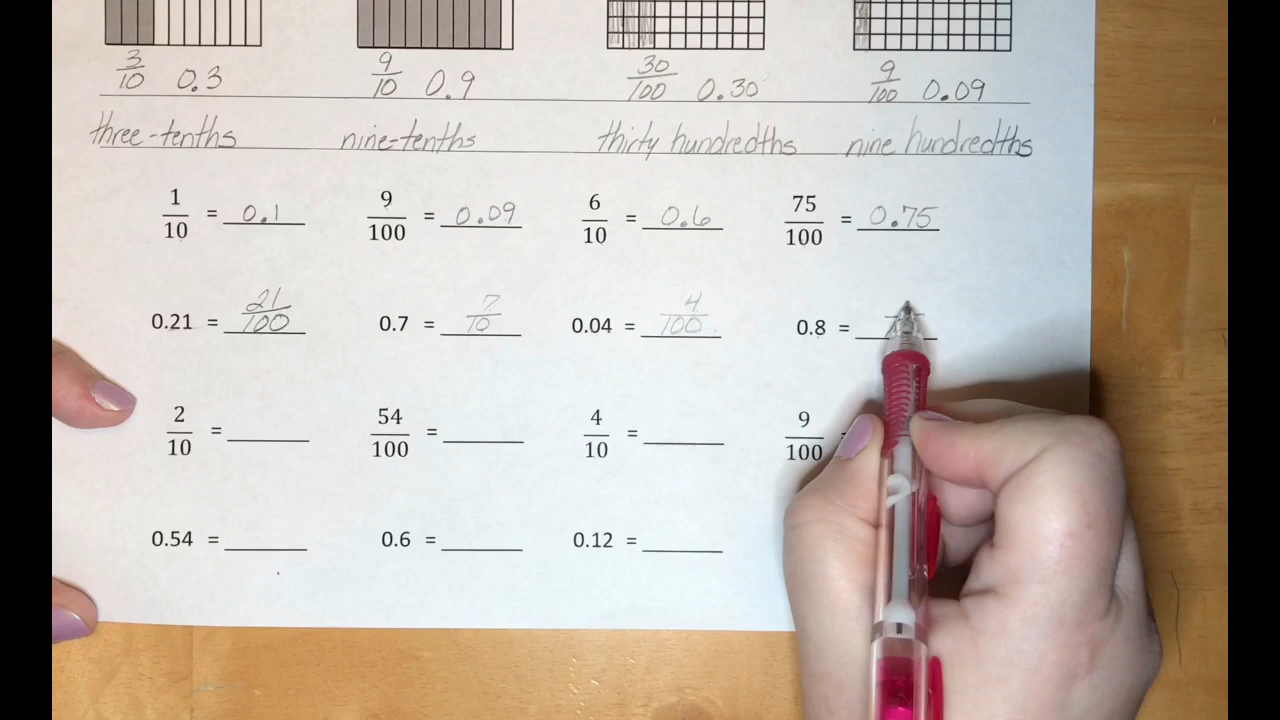 3/10 0.3 9/10 0.9 30/100 0.30 9/100 0.09
three-tenths nine-tenths thirty hundredths nine hundredths
1/10 = 0.1 9/100 = 0.09 6/10 = 0.6 75/100 = 0.75
0.21 = 21/100 0.7 = 7/10 0.04 = 4/100 0.8 =
2/10 = 54/100 = 4/10 = 9/100
0.54 = 0.6 = 0.12 =